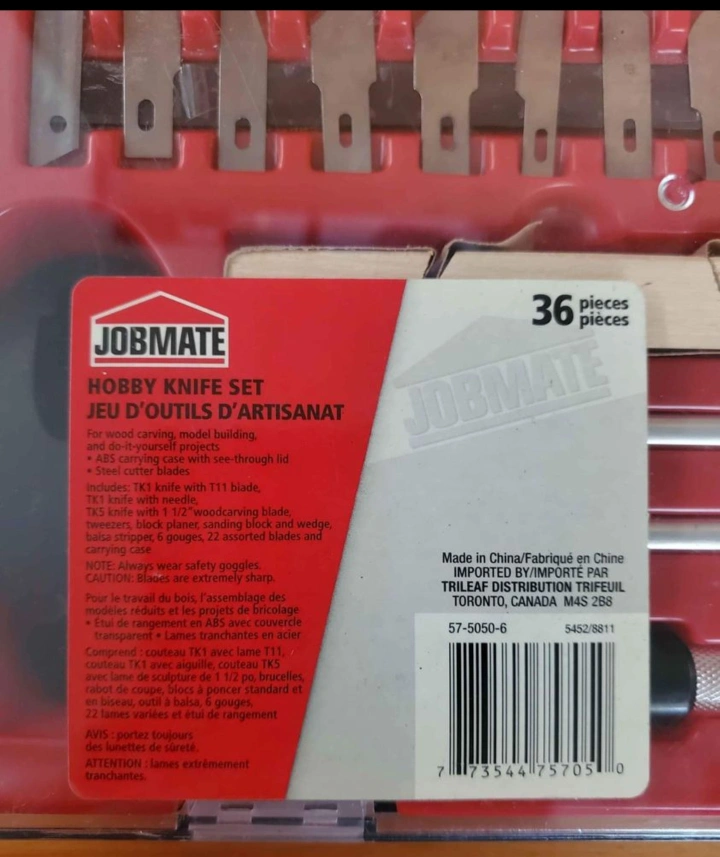 JOBMATE
HOBBY KNIFE SET
JEU D'OUTILS D'ARTISANAT
For wood carving, model building,
and do-it-yourself projects
• ABS carrying case with see-through lid
• Steel cutter blades
Includes: TK1 knife with T11 blade,
TK1 knife with needle,
TK5 knife with 1 1/2" woodcarving blade,
tweezers, block planer, sanding block and wedge,
balsa stripper, 6 gouges, 22 assorted blades and
carrying case
NOTE: Always wear safety goggles.
CAUTION: Blades are extremely sharp.
Pour le travail du bois, l'assemblage des
modèles réduits et les projets de bricolage
• Étui de rangement en ABS avec couvercle
transparent • Lames tranchantes en acier
Comprend : couteau TK1 avec lame T11,
couteau TK1 avec aiguille, couteau TK5
avec lame de sculpture de 1 1/2 po, brucelles,
rabot de coupe, blocs à poncer standard et
en biseau, outil à balsa, 6 gouges,
22 lames variées et étui de rangement
AVIS : portez toujours
des lunettes de sûreté.
ATTENTION : lames extrêmement
tranchantes.
36 pieces
pièces
JOBMATE
Made in China/Fabriqué en Chine
IMPORTED BY/IMPORTÉ PAR
TRILEAF DISTRIBUTION TRIFEUIL
TORONTO, CANADA M4S 2B8
57-5050-6 5452/8811
7 73544 75705 0